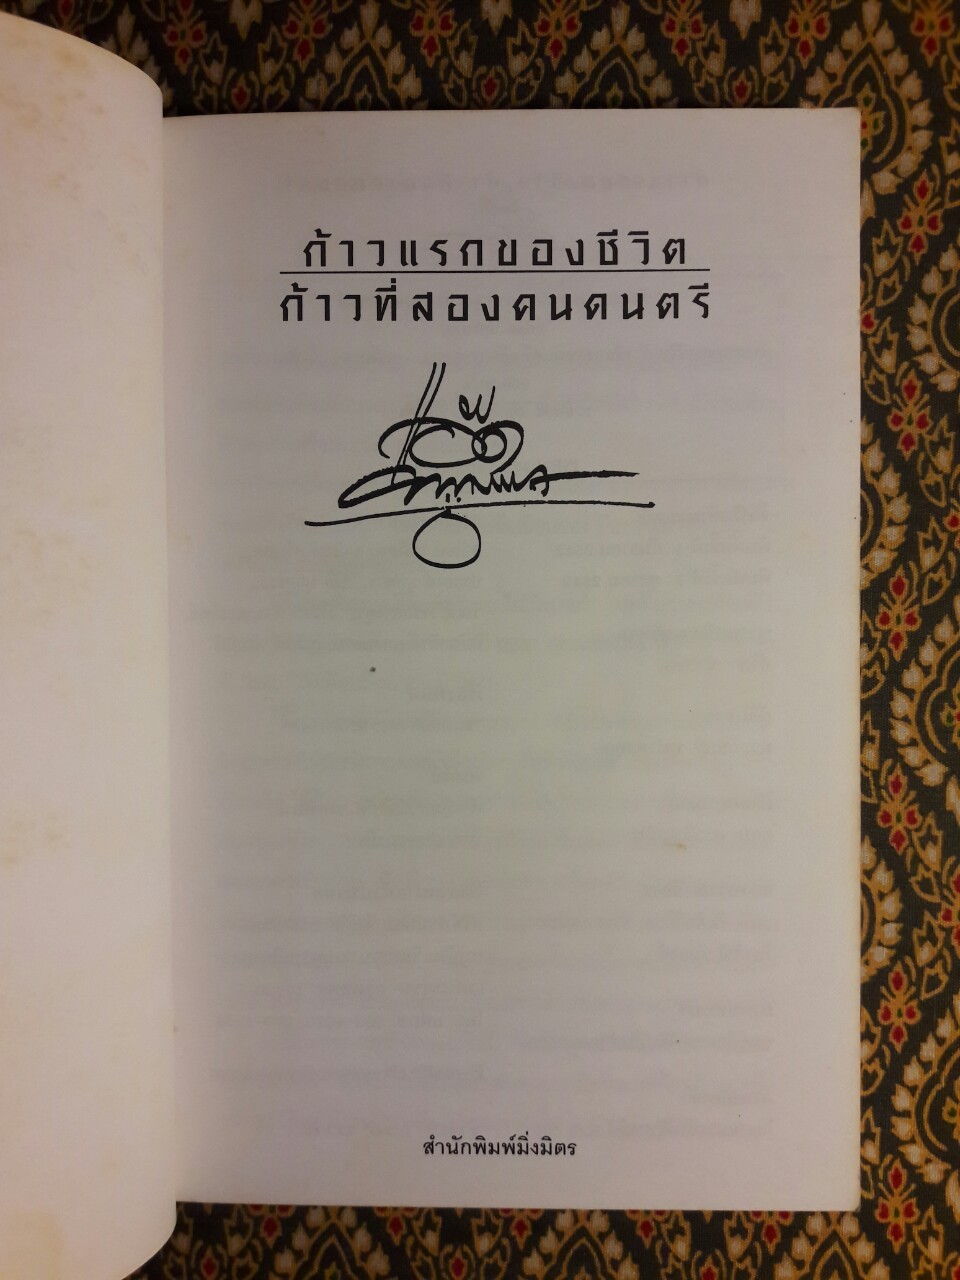 ก้าวแรกของชีวิต
ก้าวที่สองคนดนตรี
สำนักพิมพ์มิ่งมิตร